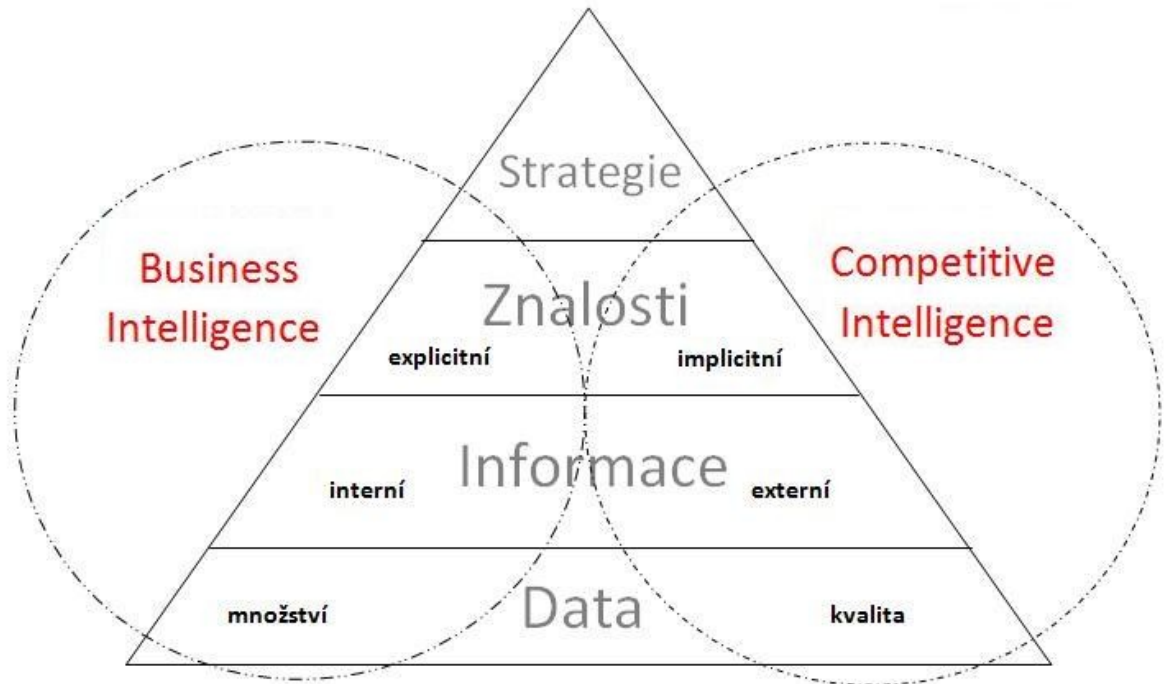 Strategie
Business
Intelligence
Competitive
Intelligence
Znalosti
explicitní
implicitní
Informace
interní
externí
Data
množství
kvalita